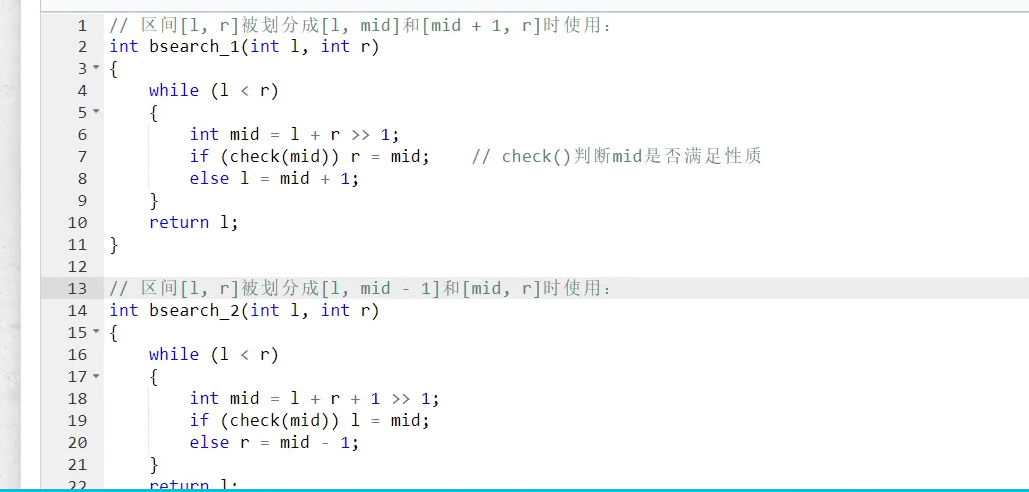 1 // 区间[l, r]被划分成[l, mid]和[mid + 1, r]时使用：
2 int bsearch_1(int l, int r)
3 {
4 while (l < r)
5 {
6 int mid = l + r >> 1;
7 if (check(mid)) r = mid; // check()判断mid是否满足性质
8 else l = mid + 1;
9 }
10 return l;
11 }
12
13 // 区间[l, r]被划分成[l, mid - 1]和[mid, r]时使用：
14 int bsearch_2(int l, int r)
15 {
16 while (l < r)
17 {
18 int mid = l + r + 1 >> 1;
19 if (check(mid)) l = mid;
20 else r = mid - 1;
21 }
22 return l;